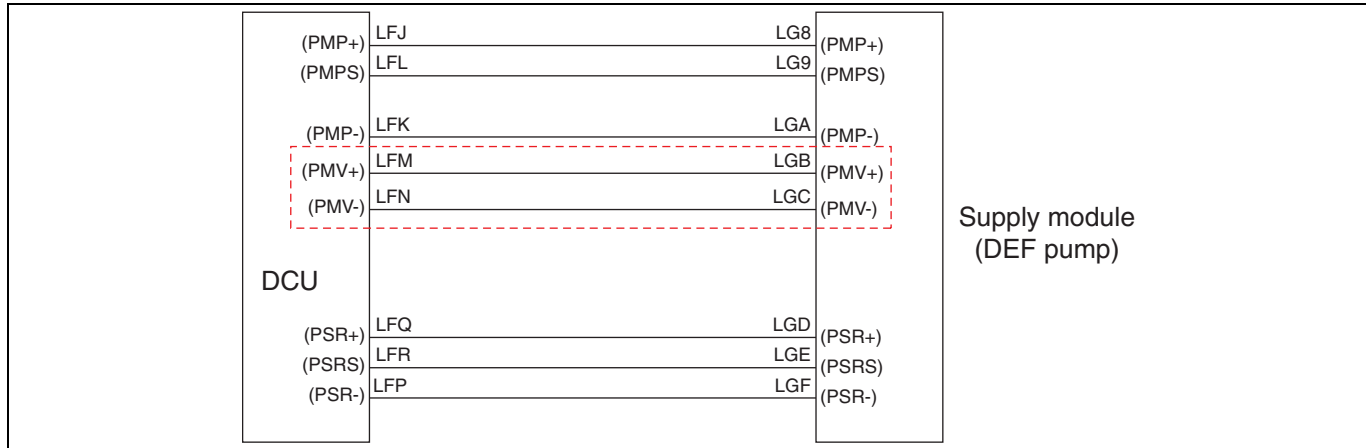 (PMP+) LFJ LG8 (PMP+)
(PMPS) LFL LG9 (PMPS)
(PMP-) LFK LGA (PMP-)
(PMV+) LFM LGB (PMV+)
(PMV-) LFN LGC (PMV-)
Supply module
(DEF pump)
DCU
(PSR+) LFQ LGD (PSR+)
(PSRS) LFR LGE (PSRS)
(PSR-) LFP LGF (PSR-)